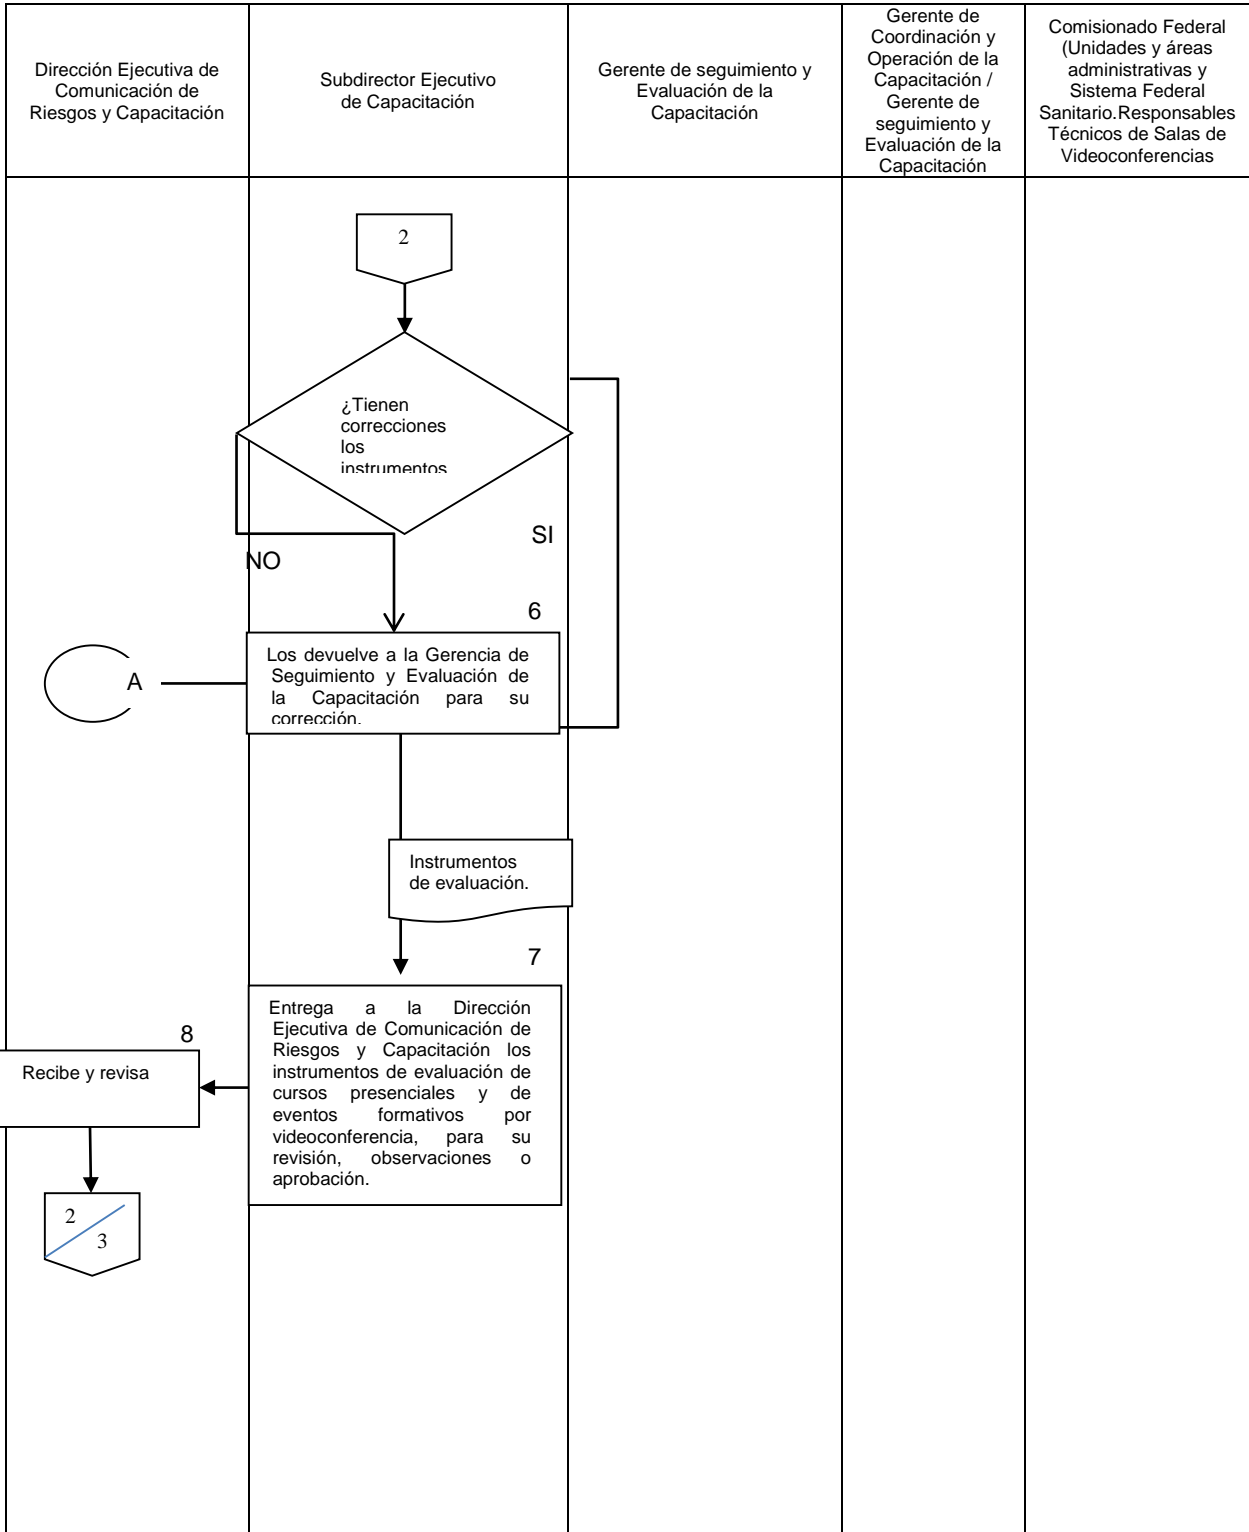 Dirección Ejecutiva de
Comunicación de
Riesgos y Capacitación
Subdirector Ejecutivo
de Capacitación
Gerente de seguimiento y
Evaluación de la
Capacitación
Gerente de
Coordinación y
Operación de la
Capacitación /
Gerente de
seguimiento y
Evaluación de la
Capacitación
Comisionado Federal
(Unidades y áreas
administrativas y
Sistema Federal
Sanitario.Responsables
Técnicos de Salas de
Videoconferencias
2
¿Tienen
correcciones
los
instrumentos
SI
NO
6
Los devuelve a la Gerencia de
Seguimiento y Evaluación de
la Capacitación para su
corrección.
A
Instrumentos
de evaluación.
7
Entrega a la Dirección
Ejecutiva de Comunicación de
Riesgos y Capacitación los
instrumentos de evaluación de
cursos presenciales y de
eventos formativos por
videoconferencia, para su
revisión, observaciones o
aprobación.
8
Recibe y revisa
2
3